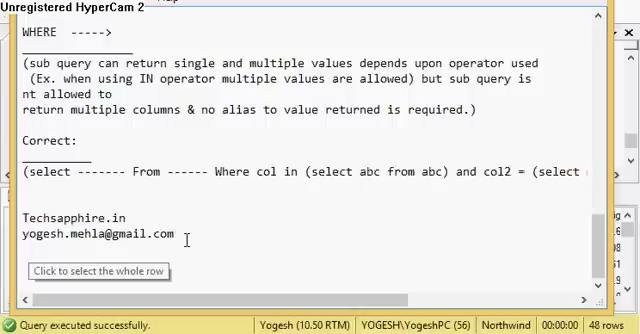 Unregistered HyperCam 2
WHERE ----->
(sub query can return single and multiple values depends upon operator used
(Ex. when using IN operator multiple values are allowed) but sub query is
nt allowed to
return multiple columns & no alias to value returned is required.)
Correct:
(select ------- From ------ Where col in (select abc from abc) and col2 = (select
Techsapphire.in
yogesh.mehla@gmail.com
Click to select the whole row
Query executed successfully.
Yogesh (10.50 RTM)
YOGESH\YogeshPC (56)
Northwind
00:00:00
48 rows